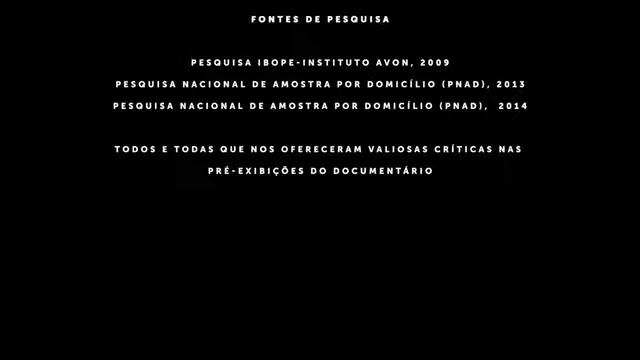 FONTES DE PESQUISA
PESQUISA IBOPE-INSTITUTO AVON, 2009
PESQUISA NACIONAL DE AMOSTRA POR DOMICÍLIO (PNAD), 2013
PESQUISA NACIONAL DE AMOSTRA POR DOMICÍLIO (PNAD), 2014
TODOS E TODAS QUE NOS OFERECERAM VALIOSAS CRÍTICAS NAS
PRÉ-EXIBIÇÕES DO DOCUMENTÁRIO